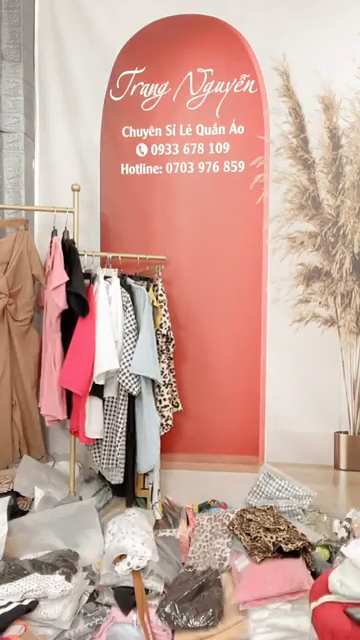 Trang Nguyễn
Chuyên Sỉ Lẻ Quần Áo
0933 678 109
Hotline: 0703 976 859